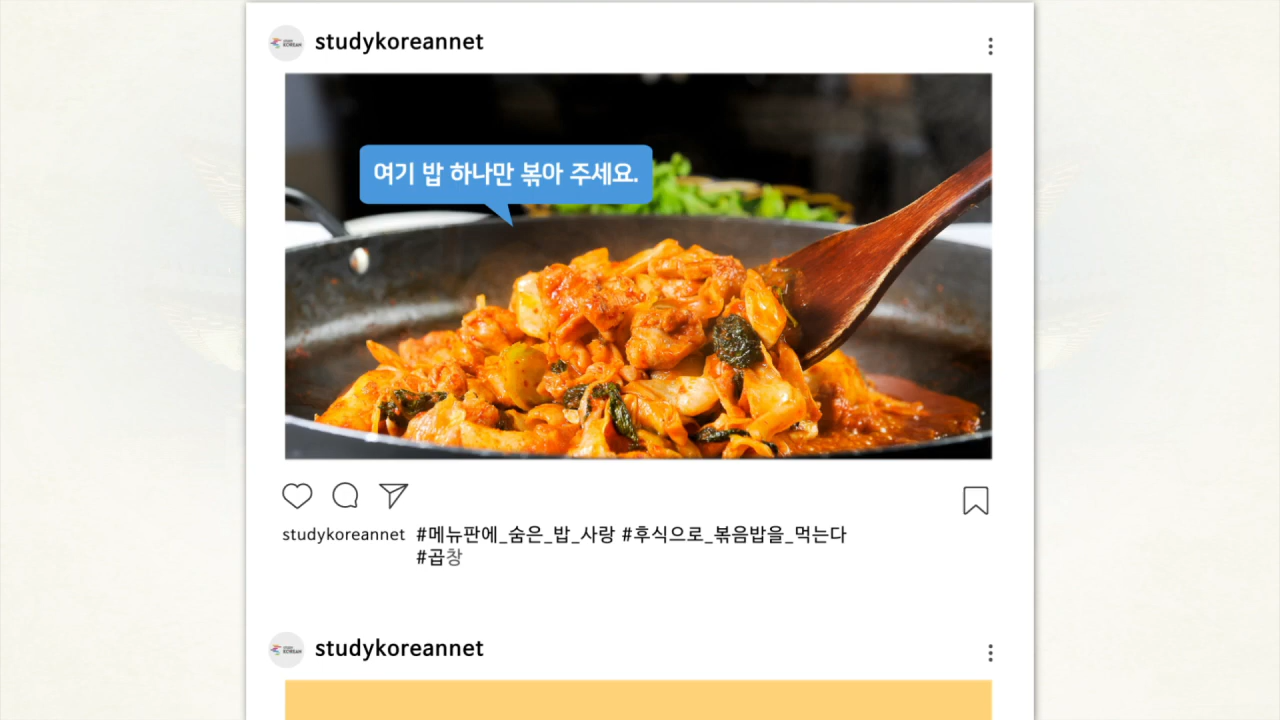 studykoreannet
여기 밥 하나만 볶아 주세요.
studykoreannet #메뉴판에_숨은_밥_사랑 #후식으로_볶음밥을_먹는다
#곱창
studykoreannet